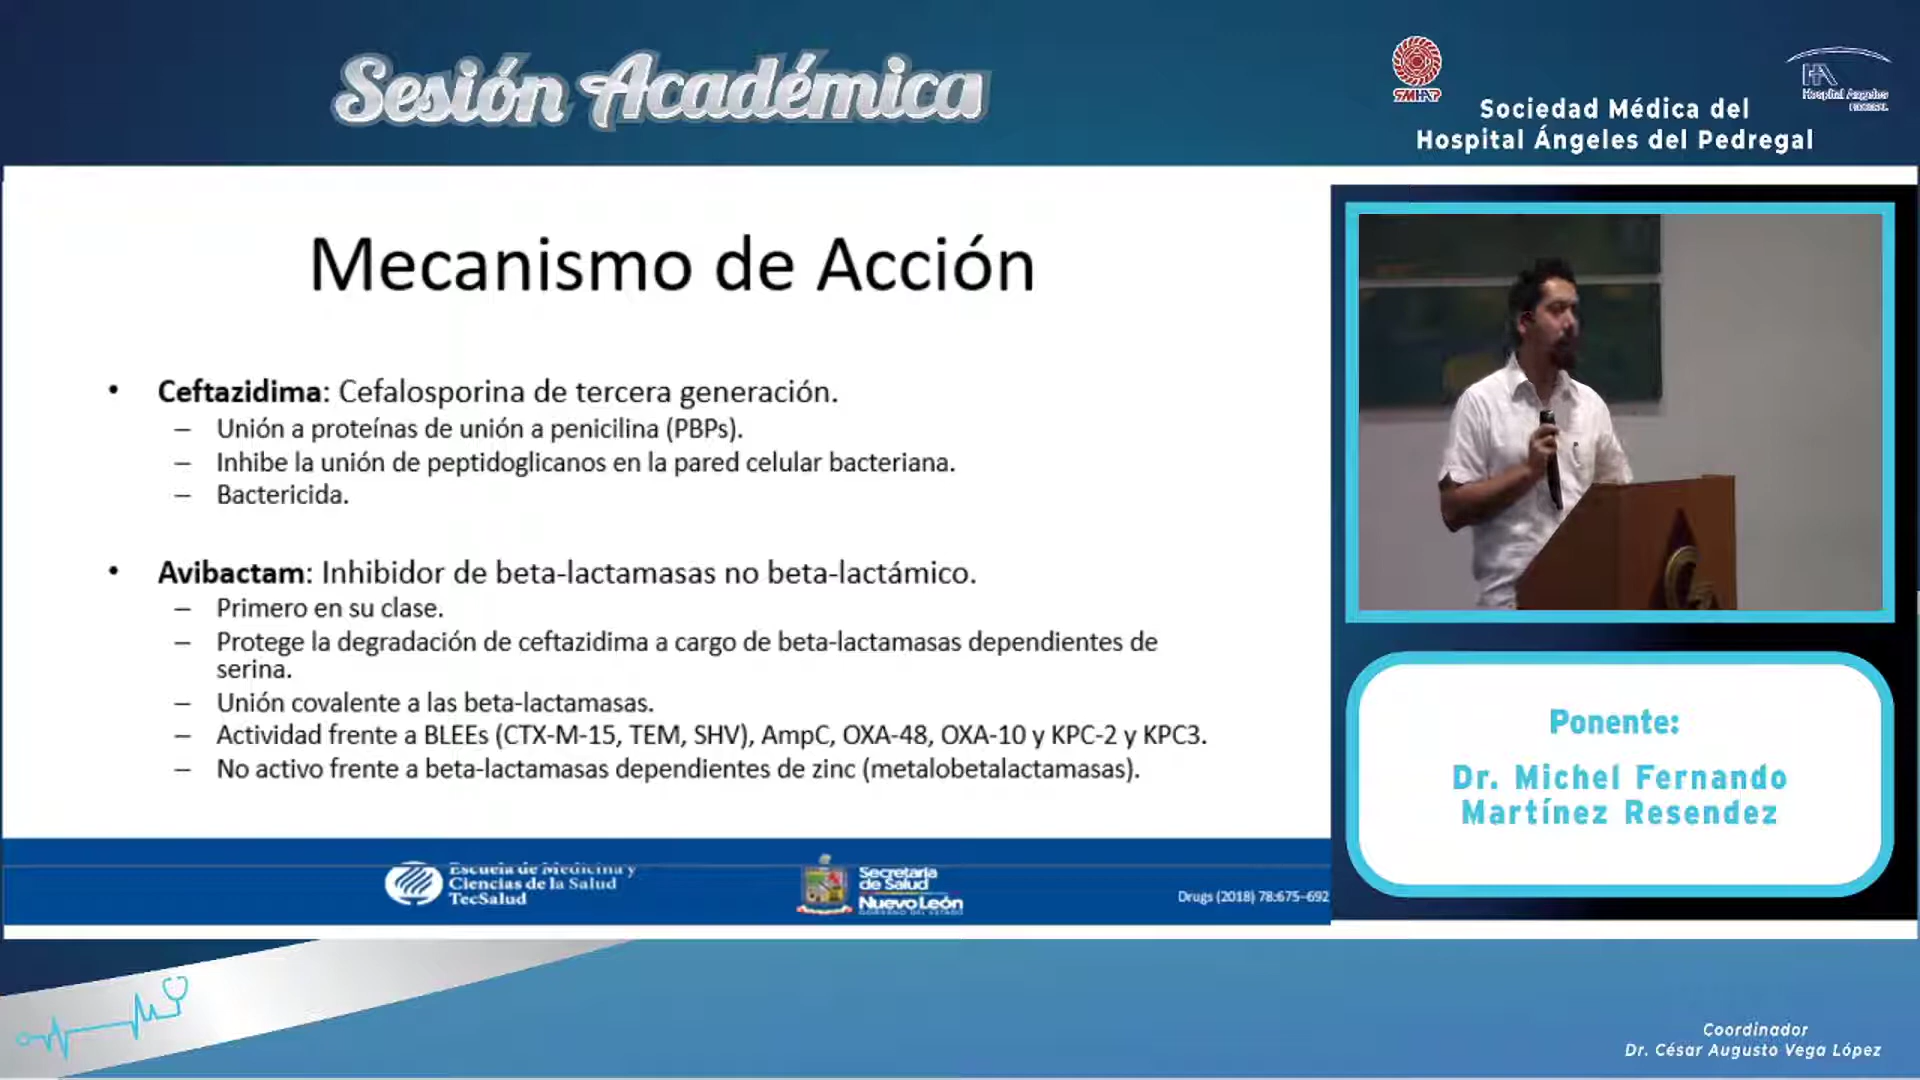 Sesión Académica
SMHAP
Hospital Angeles
Sociedad Médica del
Hospital Ángeles del Pedregal
Mecanismo de Acción
• Ceftazidima: Cefalosporina de tercera generación.
– Unión a proteínas de unión a penicilina (PBPs).
– Inhibe la unión de peptidoglicanos en la pared celular bacteriana.
– Bactericida.
• Avibactam: Inhibidor de beta-lactamasas no beta-lactámico.
– Primero en su clase.
– Protege la degradación de ceftazidima a cargo de beta-lactamasas dependientes de
serina.
– Unión covalente a las beta-lactamasas.
– Actividad frente a BLEEs (CTX-M-15, TEM, SHV), AmpC, OXA-48, OXA-10 y KPC-2 y KPC3.
– No activo frente a beta-lactamasas dependientes de zinc (metalobetalactamasas).
Escuela de Medicina y
Ciencias de la Salud
TecSalud
Secretaría
de Salud
Nuevo León
GOBIERNO DEL ESTADO
Drugs (2018) 78:675–692
Ponente:
Dr. Michel Fernando
Martínez Resendez
Coordinador
Dr. César Augusto Vega López